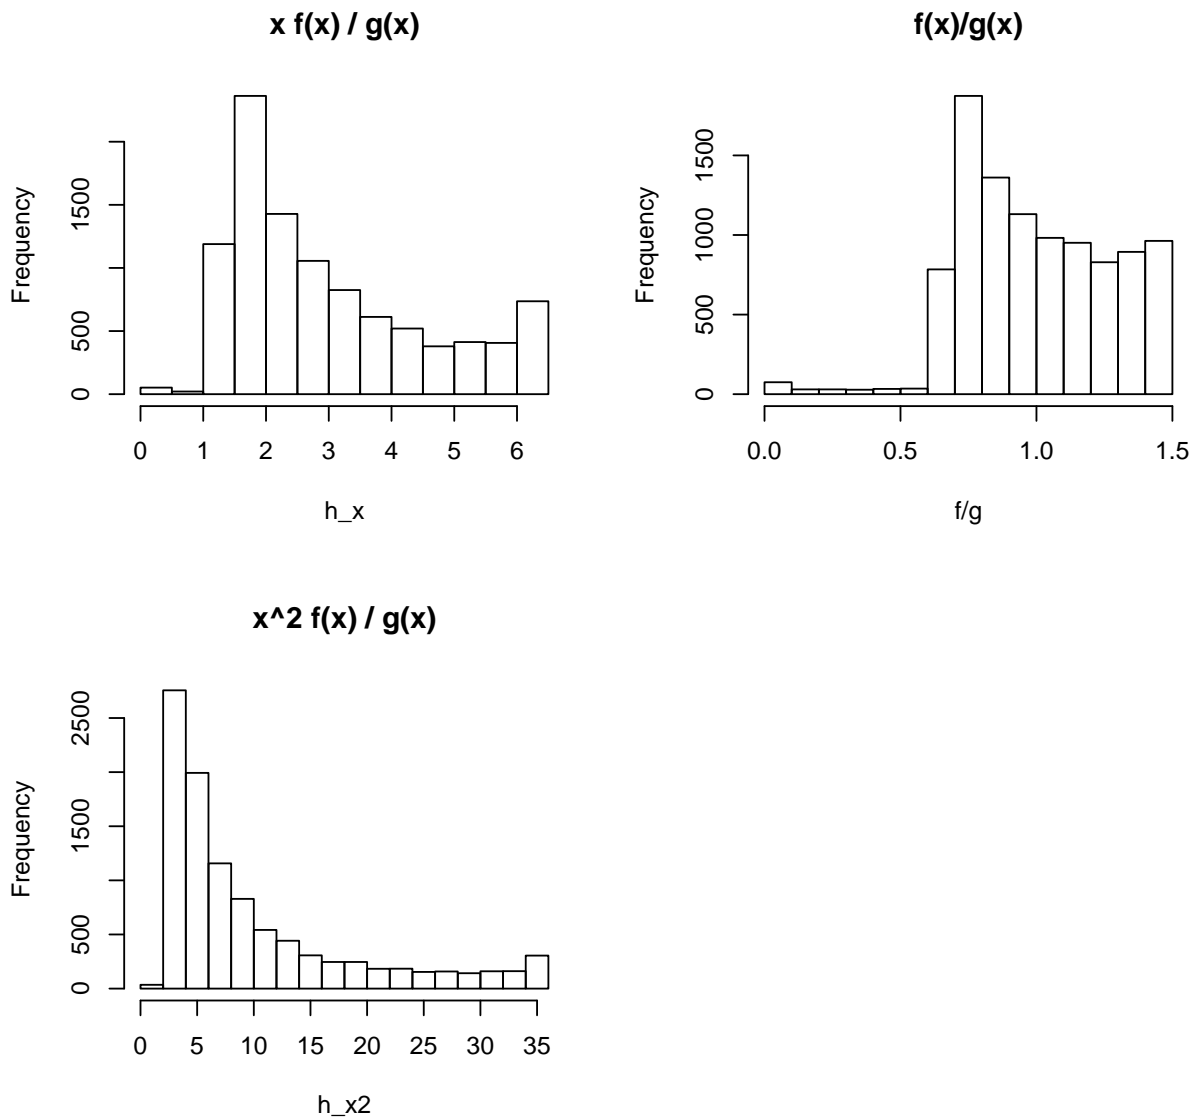 x f(x) / g(x)
Frequency
0 500 1500
0 1 2 3 4 5 6
h_x
f(x)/g(x)
Frequency
0 500 1000 1500
0.0 0.5 1.0 1.5
f/g
x^2 f(x) / g(x)
Frequency
0 500 1500 2500
0 5 10 15 20 25 30 35
h_x2